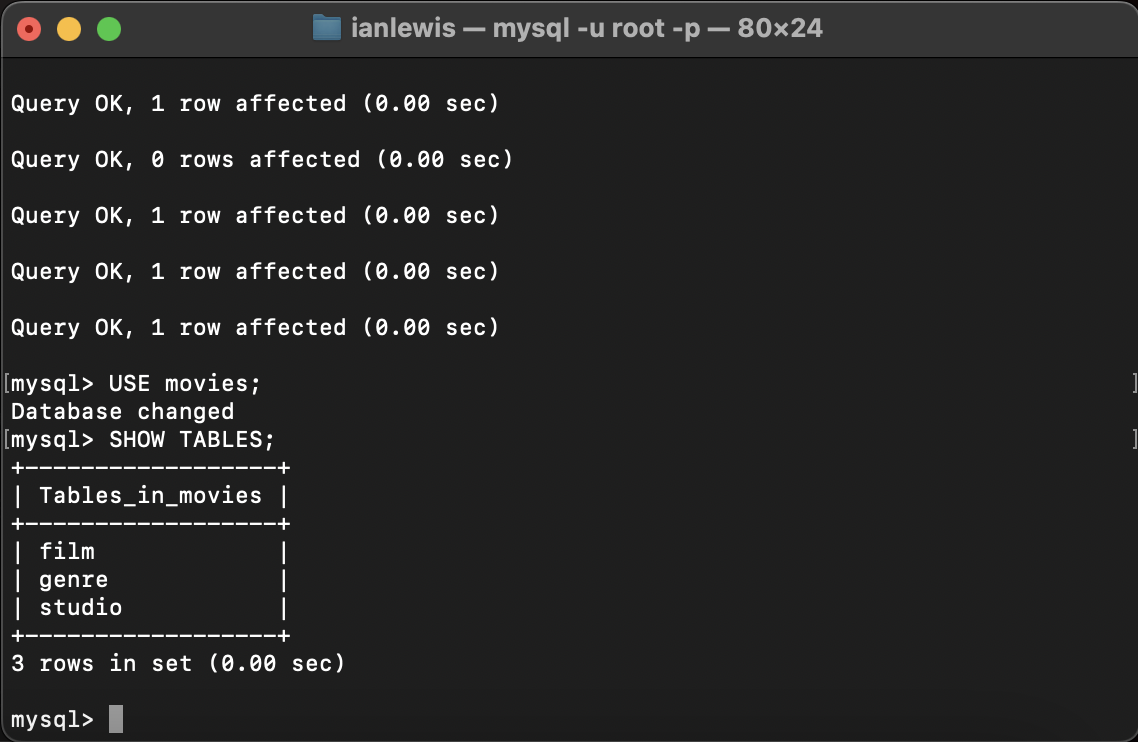 ianlewis — mysql -u root -p — 80×24
Query OK, 1 row affected (0.00 sec)
Query OK, 0 rows affected (0.00 sec)
Query OK, 1 row affected (0.00 sec)
Query OK, 1 row affected (0.00 sec)
Query OK, 1 row affected (0.00 sec)
[mysql> USE movies; ]
Database changed
[mysql> SHOW TABLES; ]
+------------------+
| Tables_in_movies |
+------------------+
| film             |
| genre            |
| studio           |
+------------------+
3 rows in set (0.00 sec)
mysql>